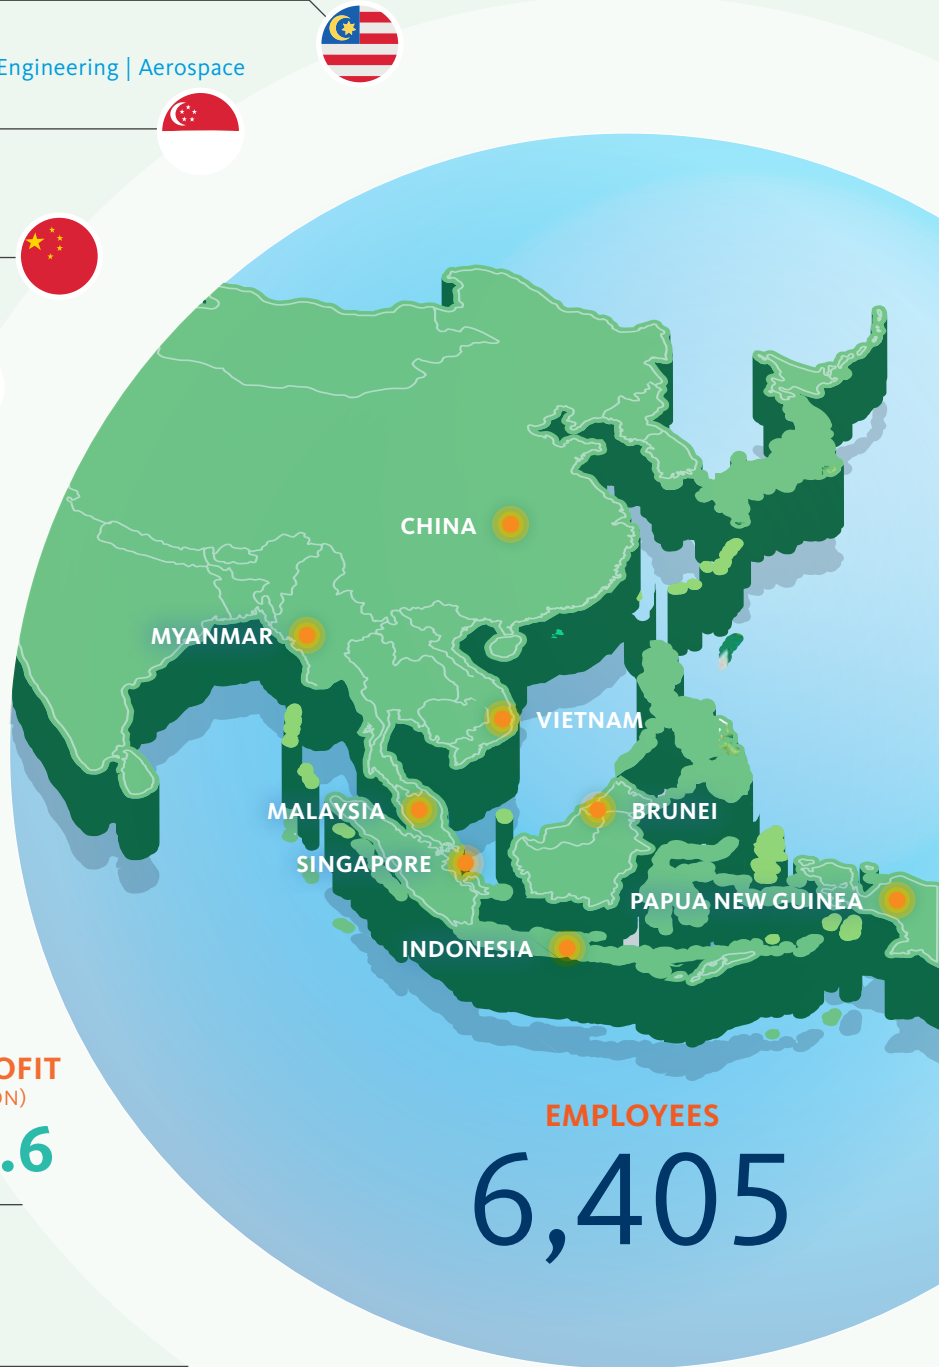 Engineering | Aerospace
CHINA
MYANMAR
VIETNAM
MALAYSIA
BRUNEI
SINGAPORE
PAPUA NEW GUINEA
INDONESIA
OFIT
ON)
.6
EMPLOYEES
6,405